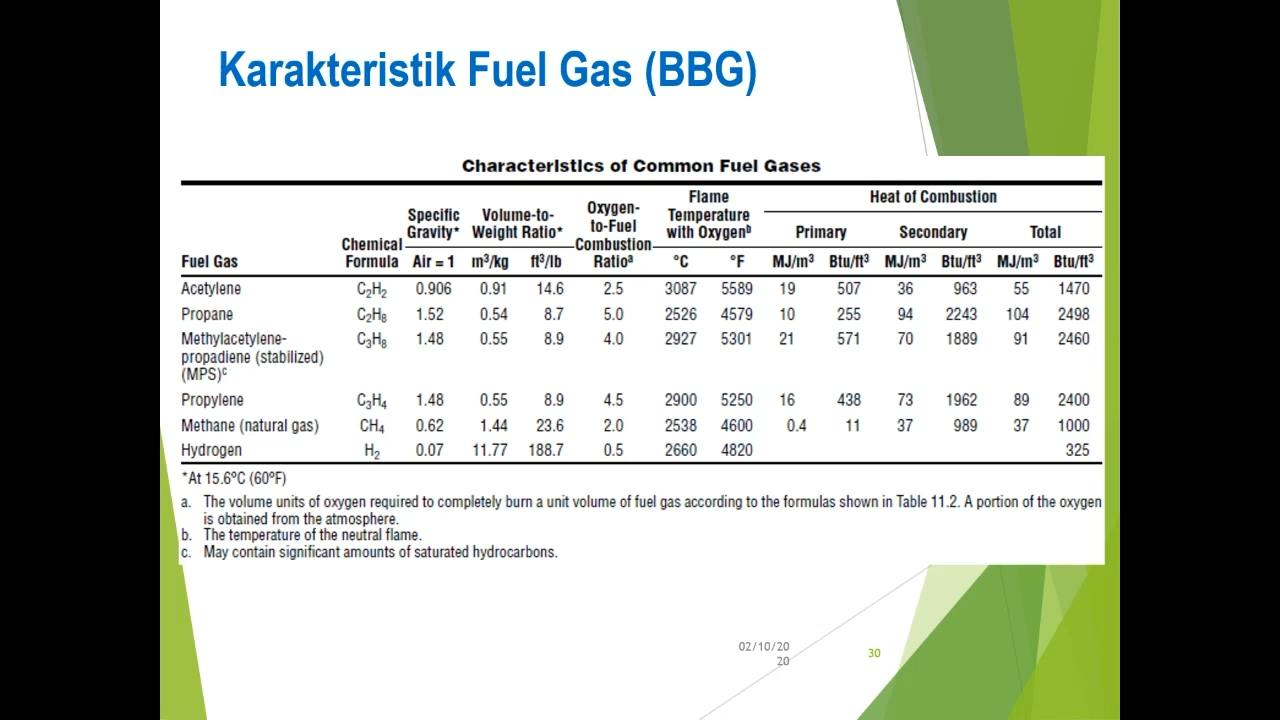 Karakteristik Fuel Gas (BBG)
Characteristics of Common Fuel Gases
Fuel Gas Chemical Formula Specific Gravity* Volume-to-Weight Ratio* Oxygen-to-Fuel Combustion Ratioᵃ Flame Temperature with Oxygenᵇ Heat of Combustion
Primary Secondary Total
Air = 1 m³/kg ft³/lb °C °F MJ/m³ Btu/ft³ MJ/m³ Btu/ft³ MJ/m³ Btu/ft³
Acetylene C₂H₂ 0.906 0.91 14.6 2.5 3087 5589 19 507 36 963 55 1470
Propane C₂H₈ 1.52 0.54 8.7 5.0 2526 4579 10 255 94 2243 104 2498
Methylacetylene- C₃H₈ 1.48 0.55 8.9 4.0 2927 5301 21 571 70 1889 91 2460
propadiene (stabilized)
(MPS)ᶜ
Propylene C₃H₄ 1.48 0.55 8.9 4.5 2900 5250 16 438 73 1962 89 2400
Methane (natural gas) CH₄ 0.62 1.44 23.6 2.0 2538 4600 0.4 11 37 989 37 1000
Hydrogen H₂ 0.07 11.77 188.7 0.5 2660 4820 325
*At 15.6ºC (60ºF)
a. The volume units of oxygen required to completely burn a unit volume of fuel gas according to the formulas shown in Table 11.2. A portion of the oxygen
is obtained from the atmosphere.
b. The temperature of the neutral flame.
c. May contain significant amounts of saturated hydrocarbons.
02/10/20
20
30